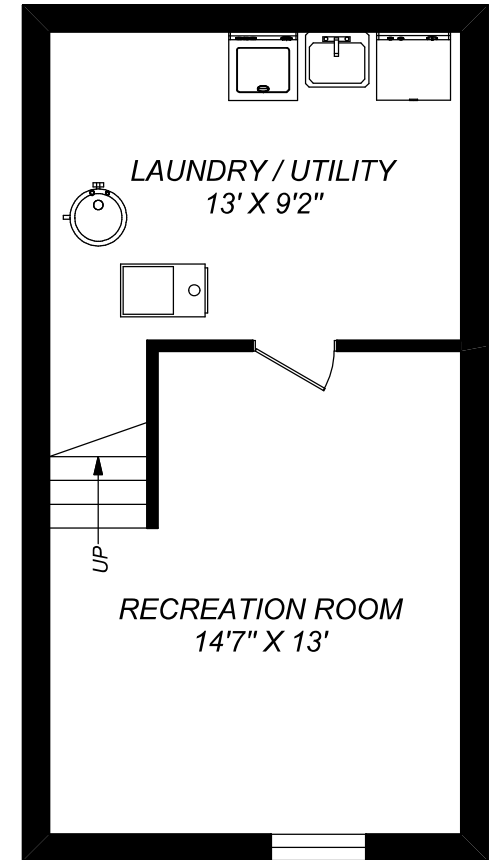 LAUNDRY / UTILITY
13' X 9'2"
UP
RECREATION ROOM
14'7" X 13'